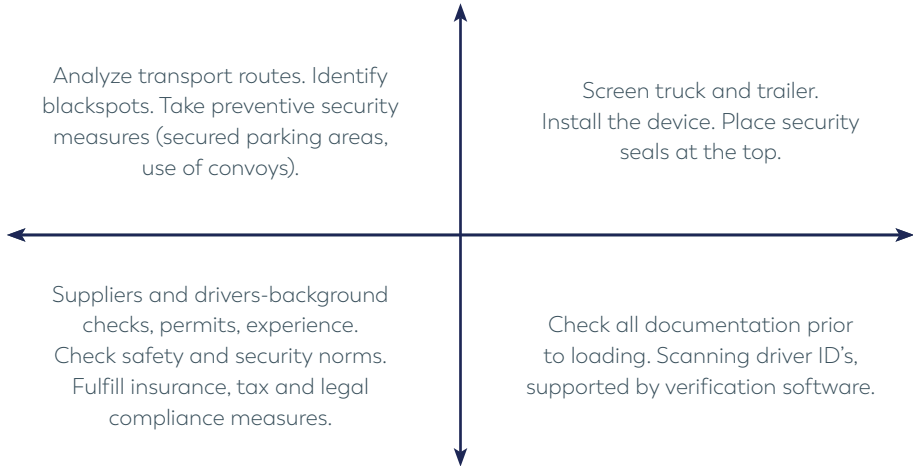 Analyze transport routes. Identify
blackspots. Take preventive security
measures (secured parking areas,
use of convoys).
Screen truck and trailer.
Install the device. Place security
seals at the top.
Suppliers and drivers-background
checks, permits, experience.
Check safety and security norms.
Fulfill insurance, tax and legal
compliance measures.
Check all documentation prior
to loading. Scanning driver ID's,
supported by verification software.